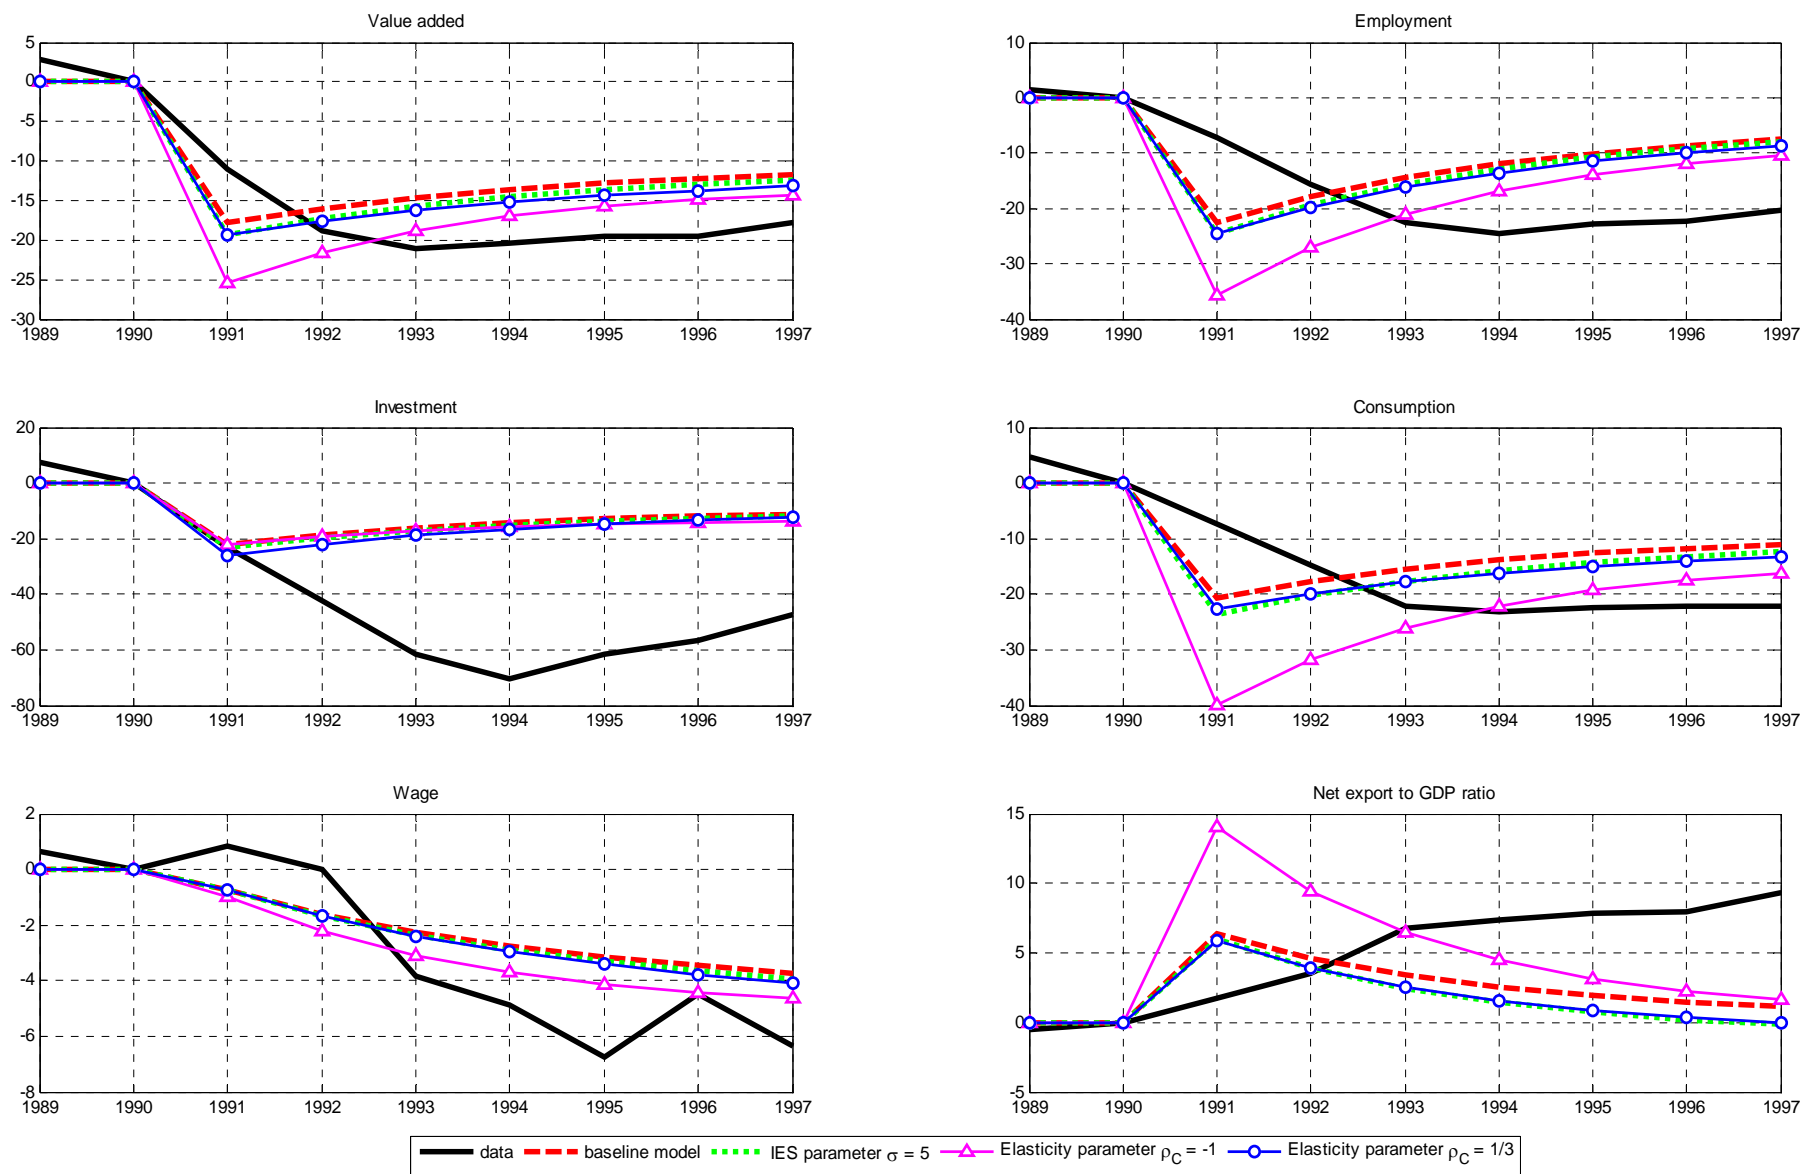 Value added
5
0
-5
-10
-15
-20
-25
-30
1989 1990 1991 1992 1993 1994 1995 1996 1997
Employment
10
0
-10
-20
-30
-40
1989 1990 1991 1992 1993 1994 1995 1996 1997
Investment
20
0
-20
-40
-60
-80
1989 1990 1991 1992 1993 1994 1995 1996 1997
Consumption
10
0
-10
-20
-30
-40
1989 1990 1991 1992 1993 1994 1995 1996 1997
Wage
2
0
-2
-4
-6
-8
1989 1990 1991 1992 1993 1994 1995 1996 1997
Net export to GDP ratio
15
10
5
0
-5
1989 1990 1991 1992 1993 1994 1995 1996 1997
data baseline model IES parameter σ = 5 Elasticity parameter ρ_C = -1 Elasticity parameter ρ_C = 1/3